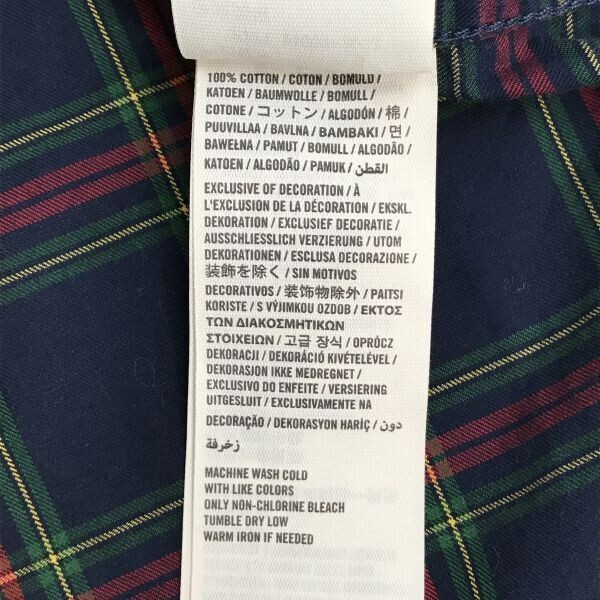 100% COTTON / COTON / BOMULD /
KATOEN / BAUMWOLLE / BOMULL /
COTONE / コットン / ALGODÓN / 棉 /
PUUVILLAA / BAVLNA / ΒΑΜΒΑΚΙ / 면 /
BAWEŁNA / PAMUT / BOMULL / ALGODÃO /
KATOEN / ALGODÃO / PAMUK / القطن
EXCLUSIVE OF DECORATION / À
L'EXCLUSION DE LA DÉCORATION / EKSKL.
DEKORATION / EXCLUSIEF DECORATIE /
AUSSCHLIESSLICH VERZIERUNG / UTOM
DEKORATIONEN / ESCLUSA DECORAZIONE /
装飾を除く / SIN MOTIVOS
DECORATIVOS / 装饰物除外 / PAITSI
KORISTE / S VÝJIMKOU OZDOB / ΕΚΤΟΣ
ΤΩΝ ΔΙΑΚΟΣΜΗΤΙΚΩΝ
ΣΤΟΙΧΕΙΩΝ / 고급 장식 / OPRÓCZ
DEKORACJI / DEKORÁCIÓ KIVÉTELÉVEL /
DEKORASJON IKKE MEDREGNET /
EXCLUSIVO DO ENFEITE / VERSIERING
UITGESLUIT / EXCLUSIVAMENTE NA
DECORAÇÃO / DEKORASYON HARİÇ / دون
زخرفة
MACHINE WASH COLD
WITH LIKE COLORS
ONLY NON-CHLORINE BLEACH
TUMBLE DRY LOW
WARM IRON IF NEEDED